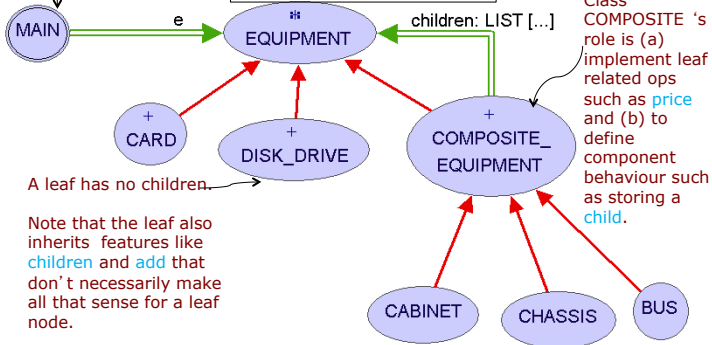 Class
COMPOSITE 's
role is (a)
implement leaf
related ops
such as price
and (b) to
define
component
behaviour such
as storing a
child.
MAIN
e
*
EQUIPMENT
children: LIST [...]
+
CARD
+
DISK_DRIVE
+
COMPOSITE_
EQUIPMENT
A leaf has no children.
Note that the leaf also
inherits features like
children and add that
don't necessarily make
all that sense for a leaf
node.
CABINET
CHASSIS
BUS